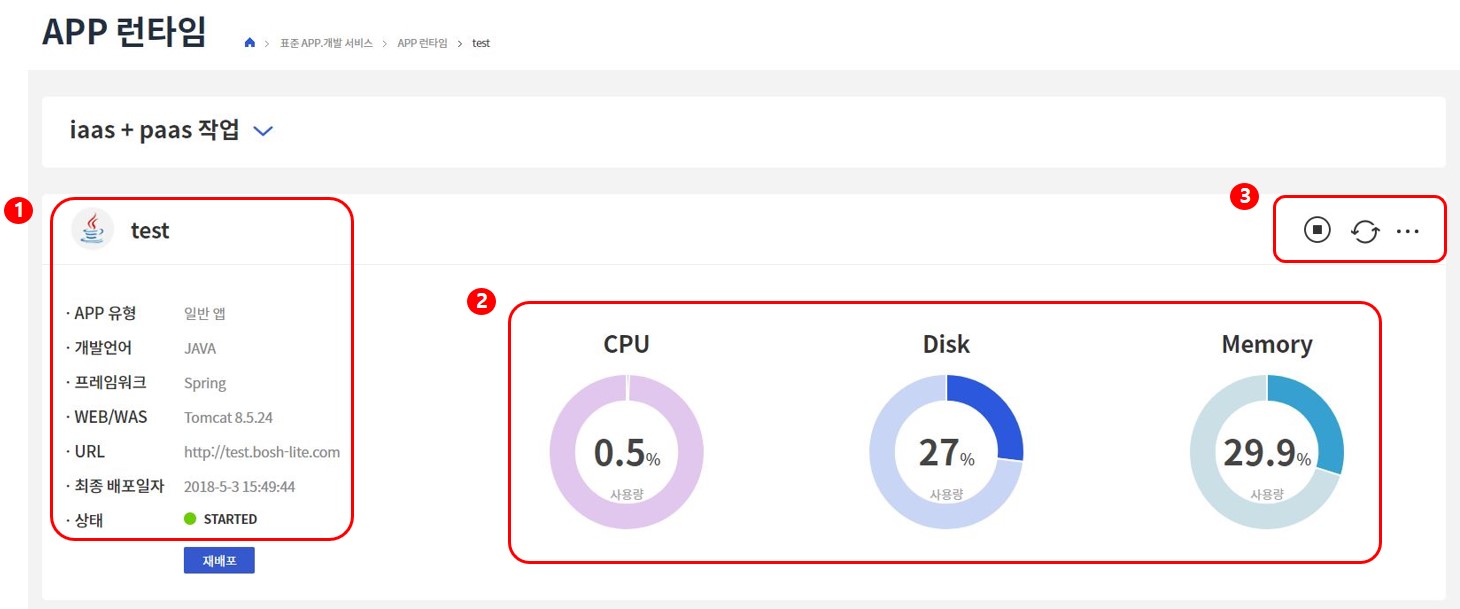 APP 런타임
> 표준 APP.개발 서비스 > APP 런타임 > test
iaas + paas 작업
1
test
3
· APP 유형 일반 앱
· 개발언어 JAVA
· 프레임워크 Spring
· WEB/WAS Tomcat 8.5.24
· URL http://test.bosh-lite.com
· 최종 배포일자 2018-5-3 15:49:44
· 상태 STARTED
재배포
2
CPU
0.5%
사용량
Disk
27%
사용량
Memory
29.9%
사용량